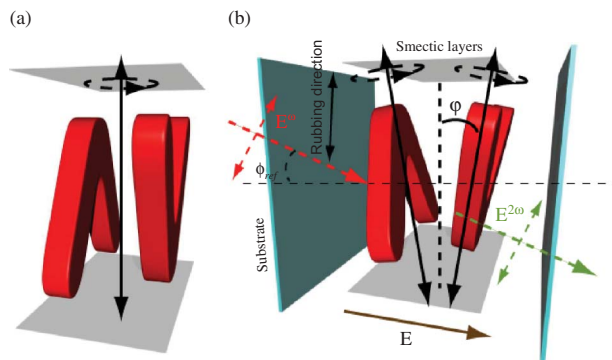 (a)
(b)
Smectic layers
Rubbing direction
φ
E^ω
ϕ_ref
E^2ω
Substrate
E